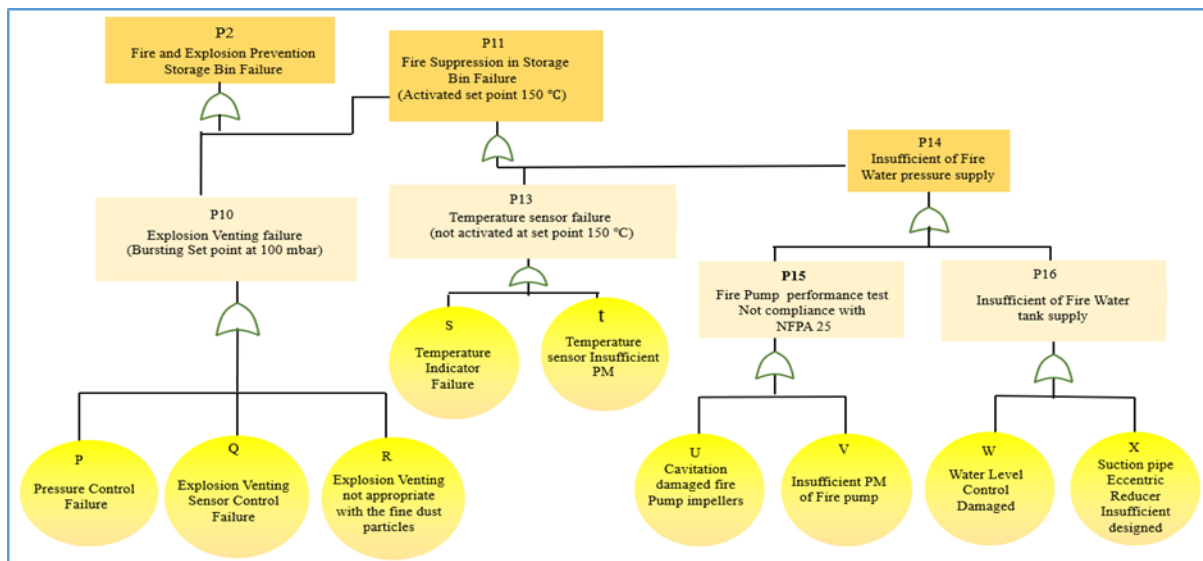 P2
Fire and Explosion Prevention
Storage Bin Failure
P11
Fire Suppression in Storage
Bin Failure
(Activated set point 150 °C)
P14
Insufficient of Fire
Water pressure supply
P10
Explosion Venting failure
(Bursting Set point at 100 mbar)
P13
Temperature sensor failure
(not activated at set point 150 °C)
P15
Fire Pump performance test
Not compliance with
NFPA 25
P16
Insufficient of Fire Water
tank supply
S
Temperature
Indicator
Failure
t
Temperature
sensor Insufficient
PM
P
Pressure Control
Failure
Q
Explosion Venting
Sensor Control
Failure
R
Explosion Venting
not appropriate
with the fine dust
particles
U
Cavitation
damaged fire
Pump impellers
V
Insufficient PM
of Fire pump
W
Water Level
Control
Damaged
X
Suction pipe
Eccentric
Reducer
Insufficient
designed